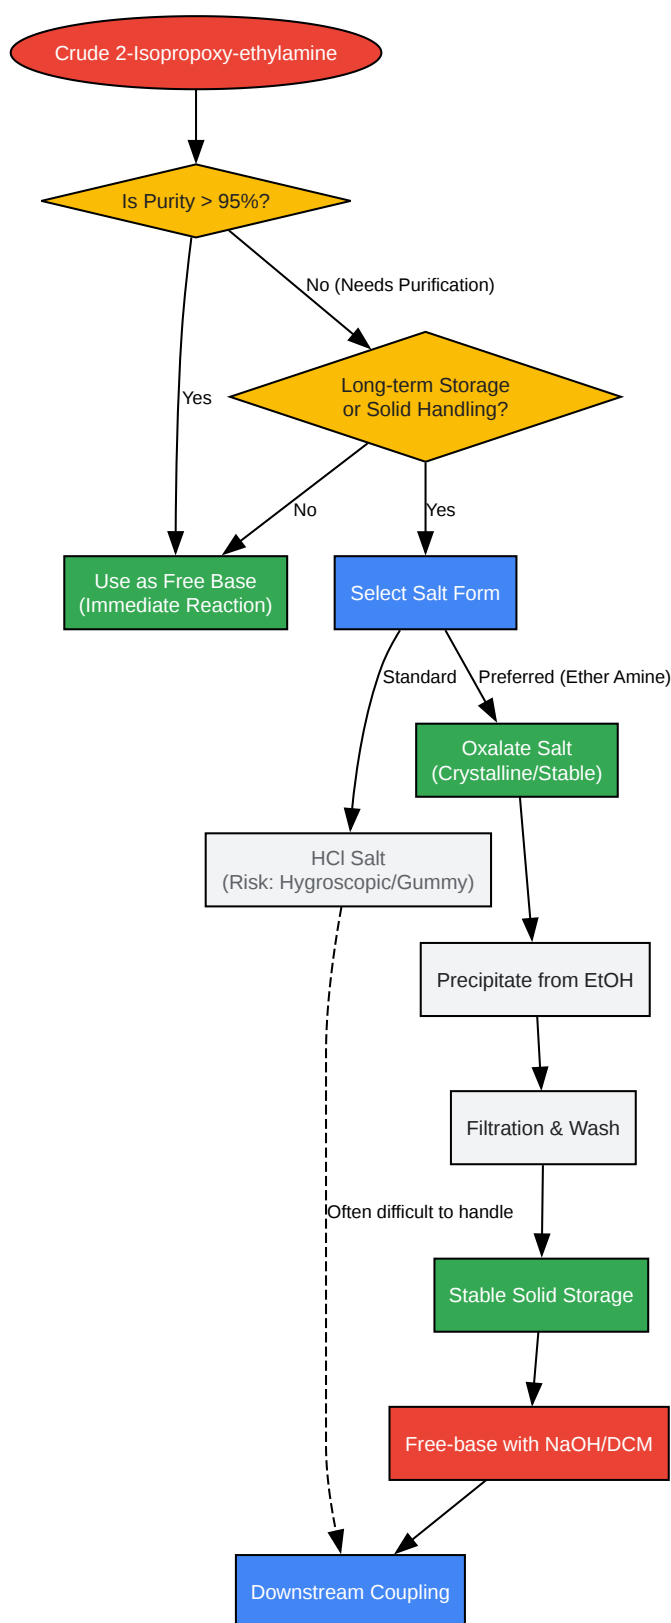 Crude 2-Isopropoxy-ethylamine
Is Purity > 95%?
No (Needs Purification)
Yes
Long-term Storage
or Solid Handling?
No
Yes
Use as Free Base
(Immediate Reaction)
Select Salt Form
Standard
Preferred (Ether Amine)
Oxalate Salt
(Crystalline/Stable)
HCl Salt
(Risk: Hygroscopic/Gummy)
Precipitate from EtOH
Filtration & Wash
Often difficult to handle
Stable Solid Storage
Free-base with NaOH/DCM
Downstream Coupling